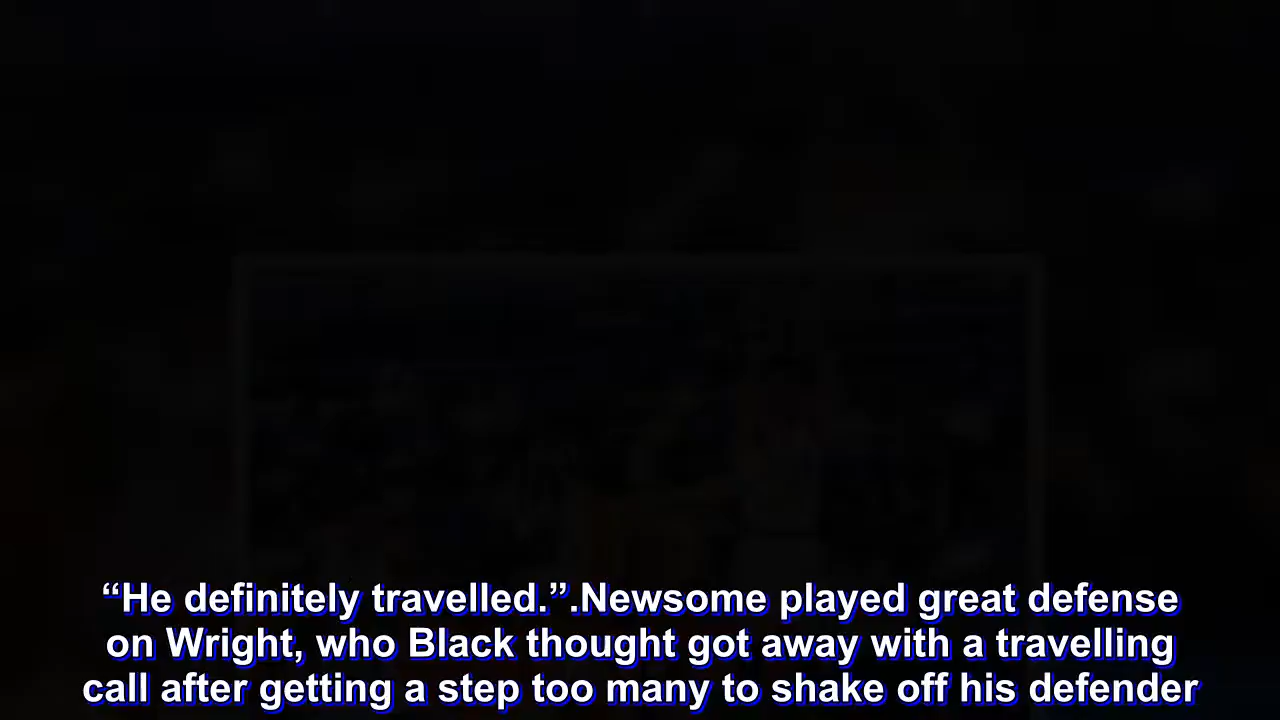 “He definitely travelled.”.Newsome played great defense
on Wright, who Black thought got away with a travelling
call after getting a step too many to shake off his defender